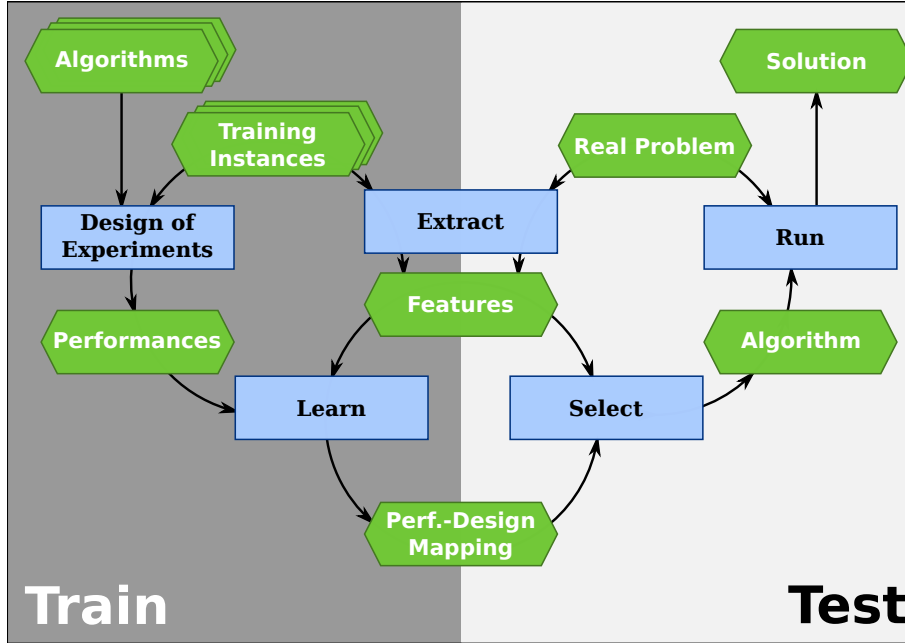 Algorithms
Training
Instances
Real Problem
Solution
Design of
Experiments
Extract
Run
Features
Performances
Algorithm
Learn
Select
Perf.-Design
Mapping
Train
Test